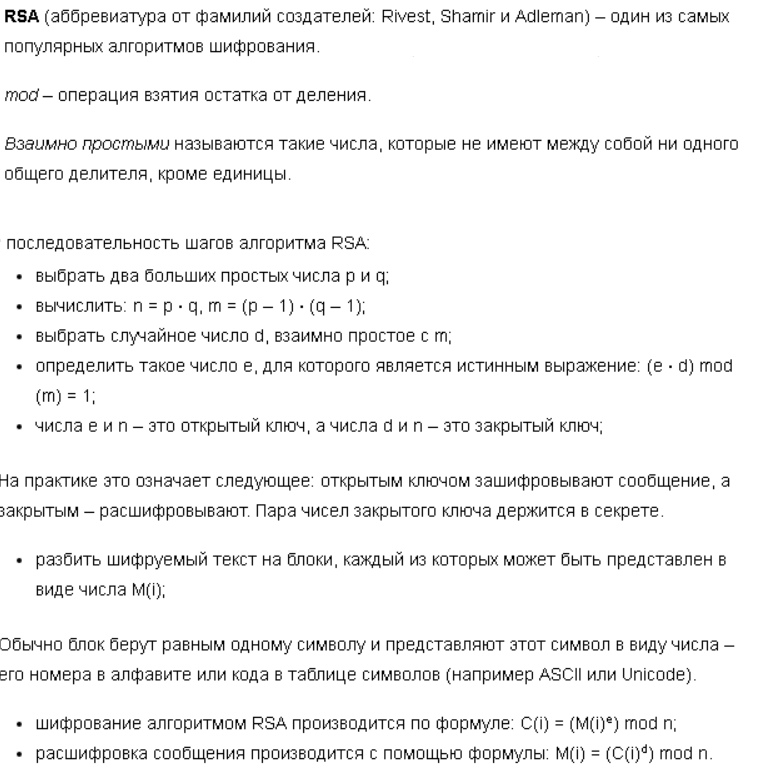 RSA (аббревиатура от фамилий создателей: Rivest, Shamir и Adleman) – один из самых
популярных алгоритмов шифрования.
mod – операция взятия остатка от деления.
Взаимно простыми называются такие числа, которые не имеют между собой ни одного
общего делителя, кроме единицы.
последовательность шагов алгоритма RSA:
• выбрать два больших простых числа p и q;
• вычислить: n = p ⋅ q, m = (p – 1) ⋅ (q – 1);
• выбрать случайное число d, взаимно простое с m;
• определить такое число e, для которого является истинным выражение: (e ⋅ d) mod
(m) = 1;
• числа e и n – это открытый ключ, а числа d и n – это закрытый ключ;
На практике это означает следующее: открытым ключом зашифровывают сообщение, а
закрытым – расшифровывают. Пара чисел закрытого ключа держится в секрете.
• разбить шифруемый текст на блоки, каждый из которых может быть представлен в
виде числа M(i);
Обычно блок берут равным одному символу и представляют этот символ в виду числа –
его номера в алфавите или кода в таблице символов (например ASCII или Unicode).
• шифрование алгоритмом RSA производится по формуле: C(i) = (M(i)ᵉ) mod n;
• расшифровка сообщения производится с помощью формулы: M(i) = (C(i)ᵈ) mod n.